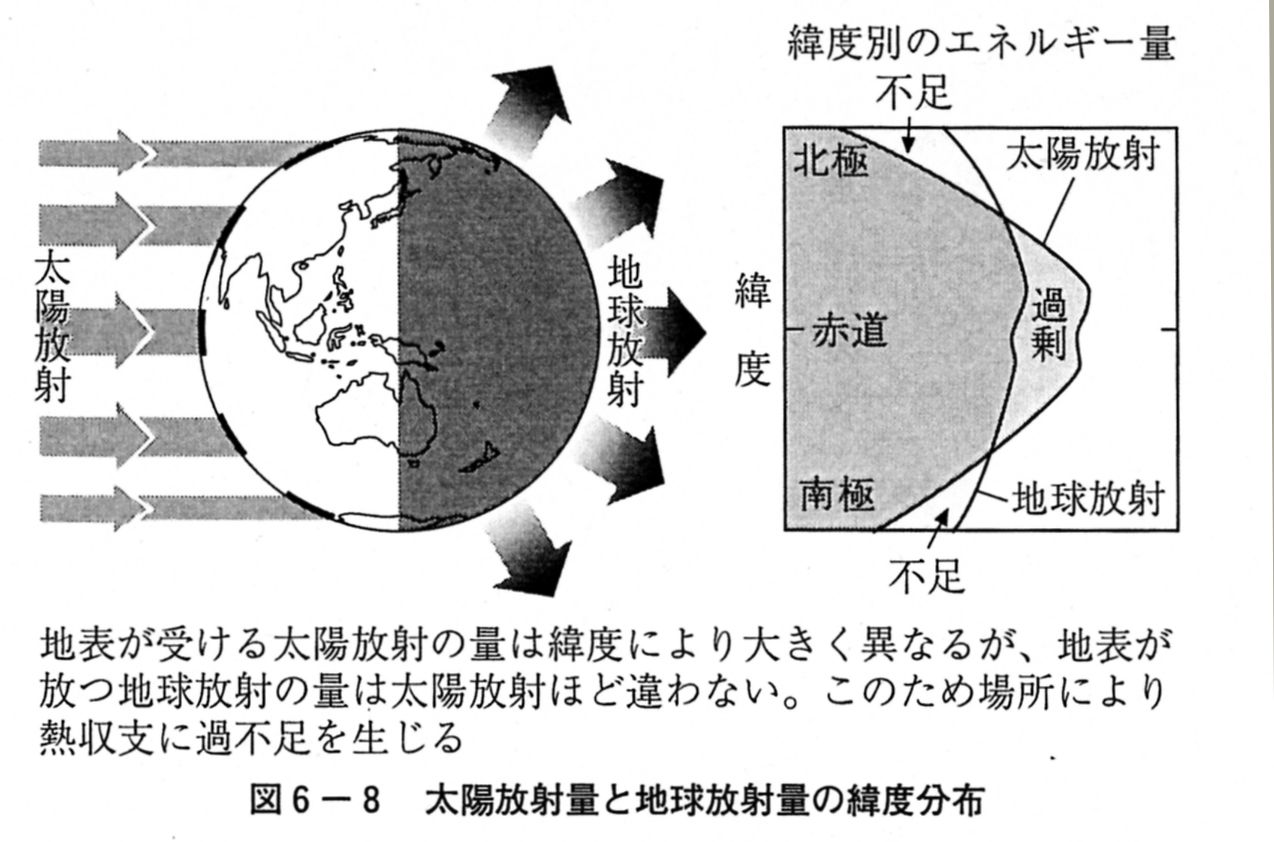 緯度別のエネルギー量
不足
北極
太陽放射
太陽放射
地球放射
緯度
赤道
過剰
南極
地球放射
不足
地表が受ける太陽放射の量は緯度により大きく異なるが、地表が
放つ地球放射の量は太陽放射ほど違わない。このため場所により
熱収支に過不足を生じる
図6－8　太陽放射量と地球放射量の緯度分布